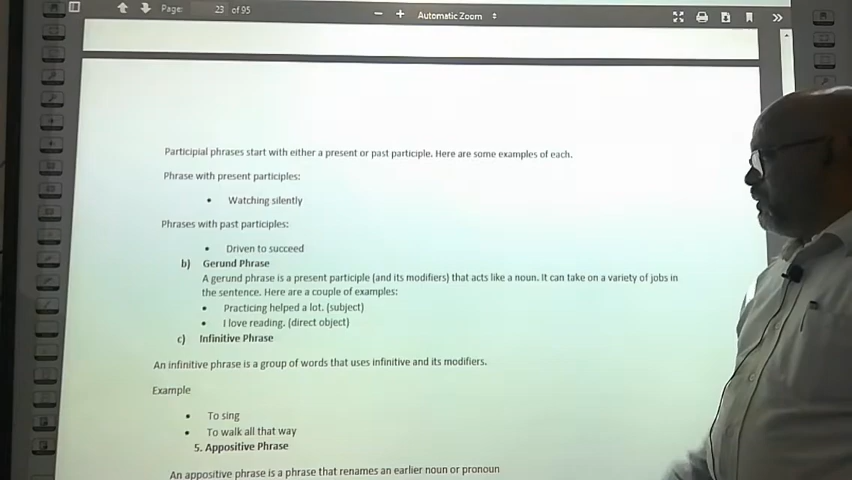 Page: 23 of 95 Automatic Zoom
Participial phrases start with either a present or past participle. Here are some examples of each.
Phrase with present participles:
• Watching silently
Phrases with past participles:
• Driven to succeed
b) Gerund Phrase
A gerund phrase is a present participle (and its modifiers) that acts like a noun. It can take on a variety of jobs in
the sentence. Here are a couple of examples:
• Practicing helped a lot. (subject)
• I love reading. (direct object)
c) Infinitive Phrase
An infinitive phrase is a group of words that uses infinitive and its modifiers.
Example
• To sing
• To walk all that way
5. Appositive Phrase
An appositive phrase is a phrase that renames an earlier noun or pronoun